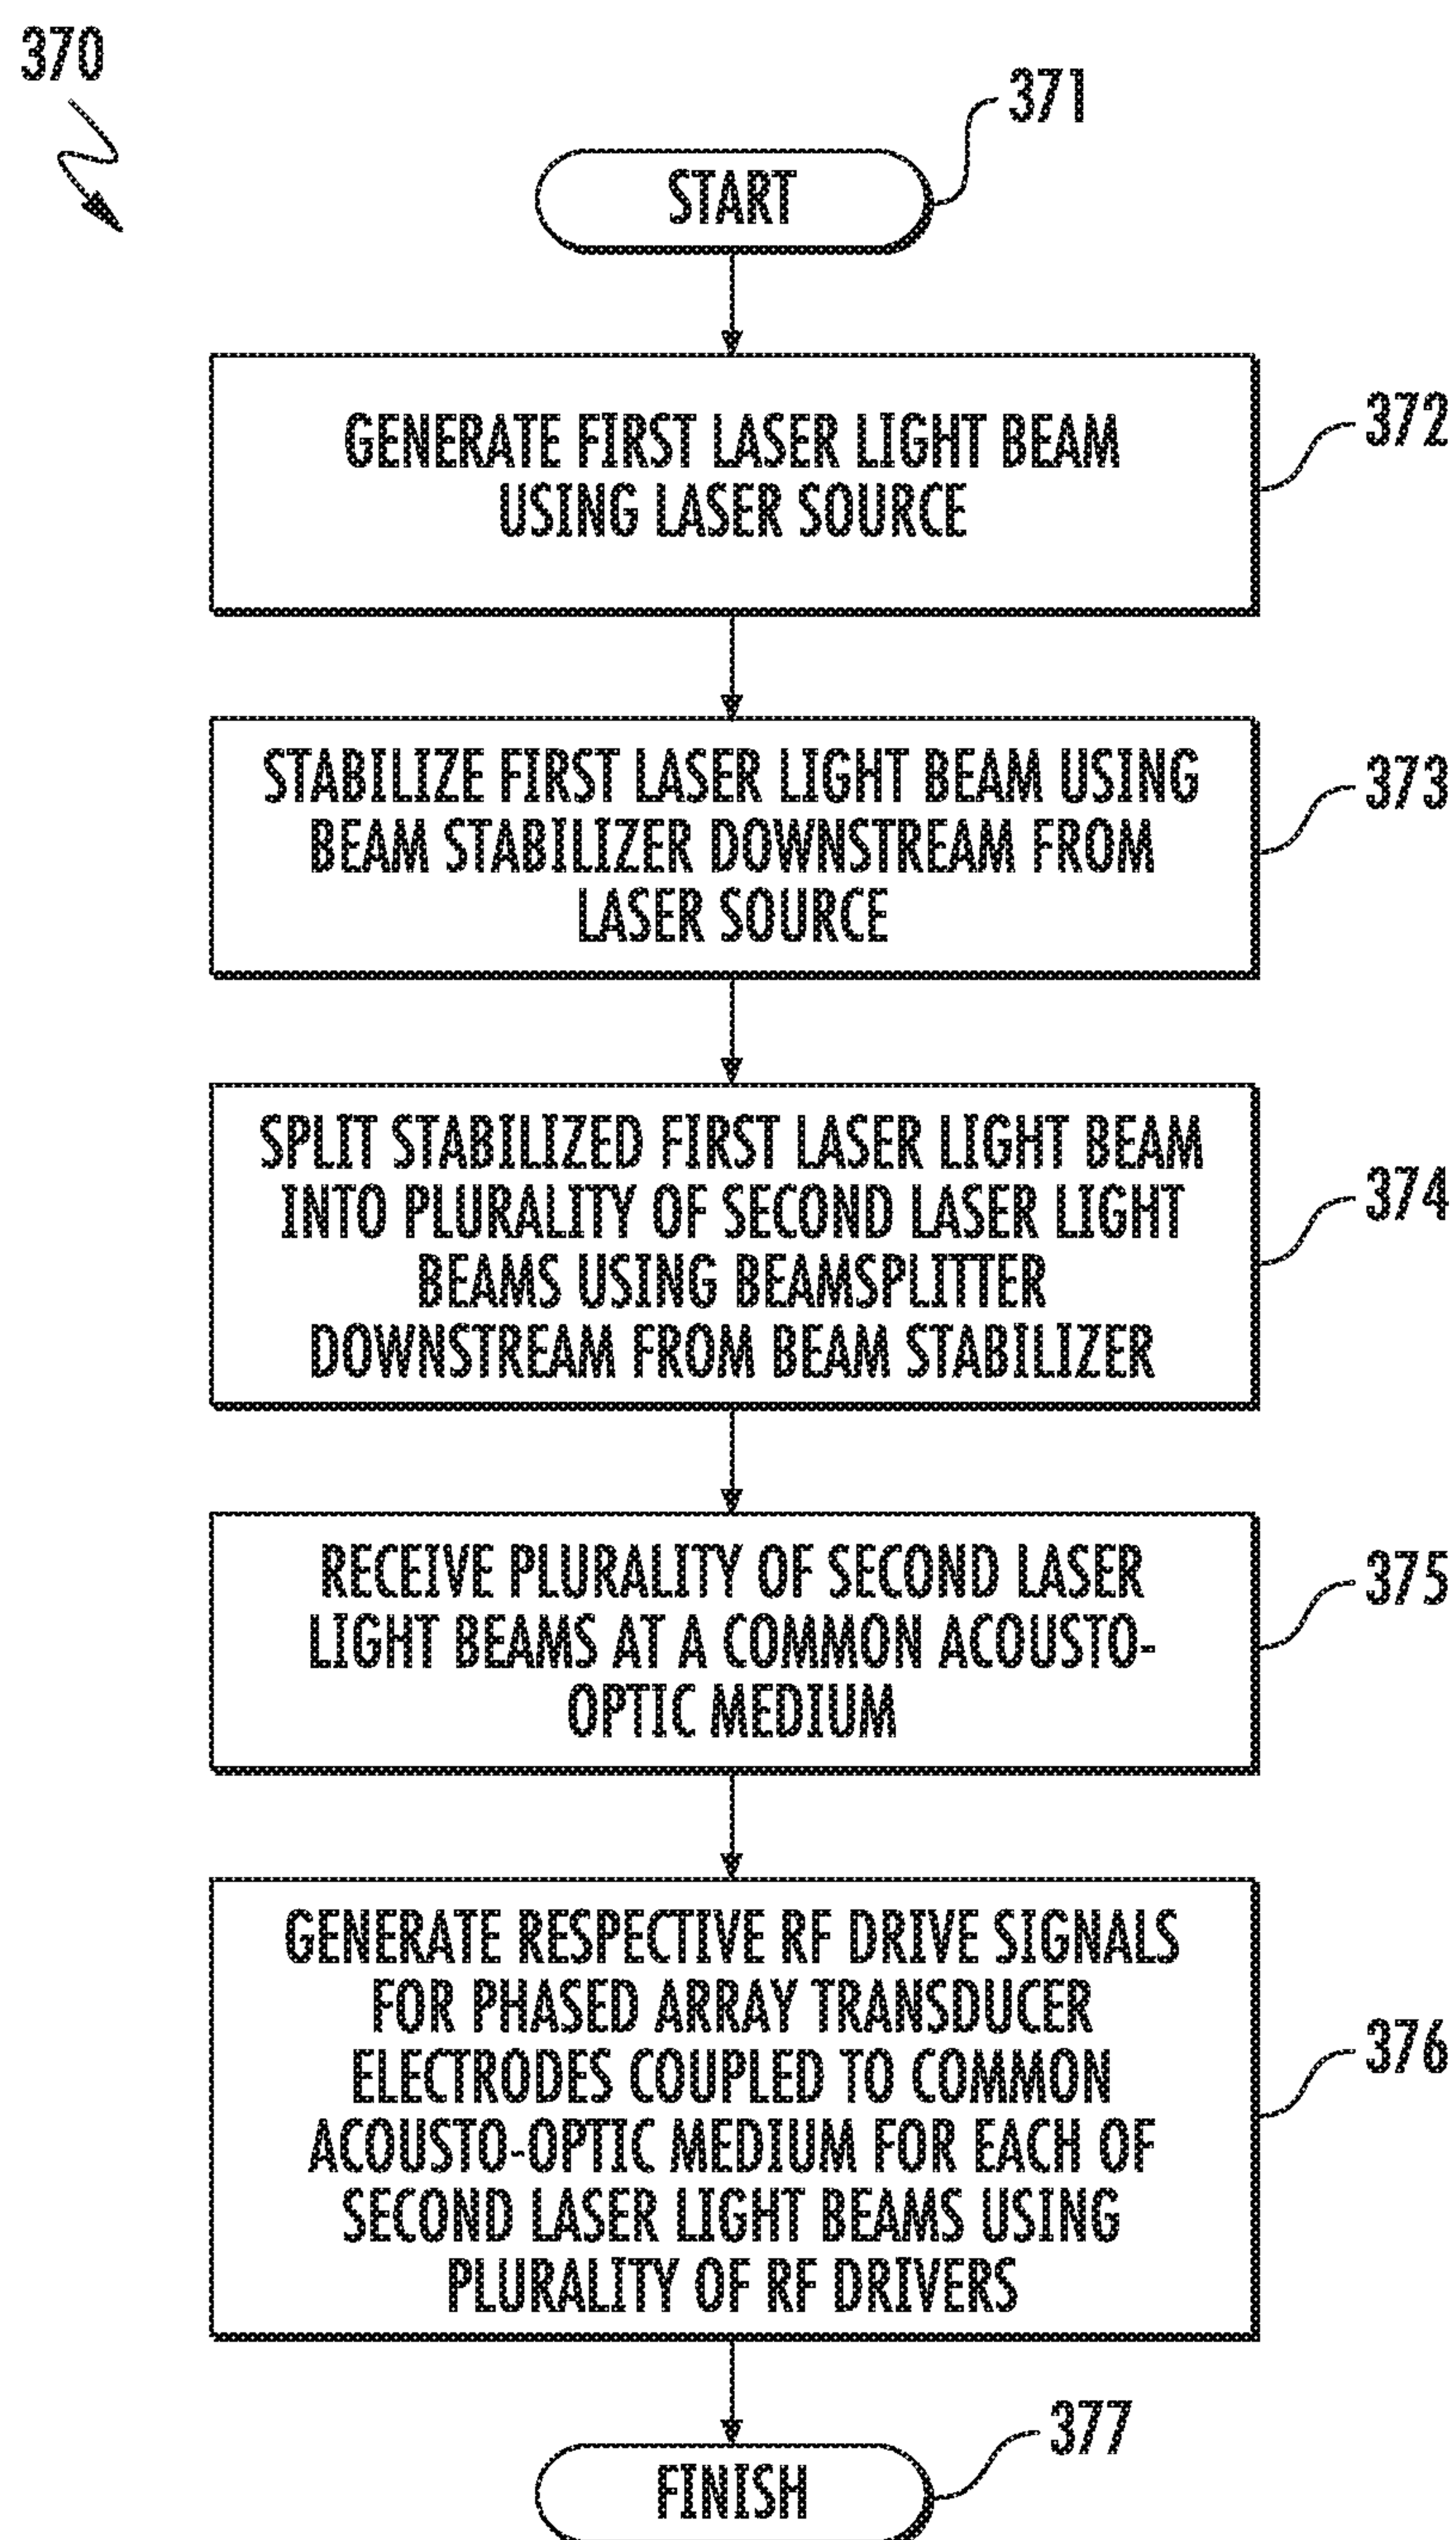 370
371
START
GENERATE FIRST LASER LIGHT BEAM
USING LASER SOURCE
372
STABILIZE FIRST LASER LIGHT BEAM USING
BEAM STABILIZER DOWNSTREAM FROM
LASER SOURCE
373
SPLIT STABILIZED FIRST LASER LIGHT BEAM
INTO PLURALITY OF SECOND LASER LIGHT
BEAMS USING BEAMSPLITTER
DOWNSTREAM FROM BEAM STABILIZER
374
RECEIVE PLURALITY OF SECOND LASER
LIGHT BEAMS AT A COMMON ACOUSTO-
OPTIC MEDIUM
375
GENERATE RESPECTIVE RF DRIVE SIGNALS
FOR PHASED ARRAY TRANSDUCER
ELECTRODES COUPLED TO COMMON
ACOUSTO-OPTIC MEDIUM FOR EACH OF
SECOND LASER LIGHT BEAMS USING
PLURALITY OF RF DRIVERS
376
377
FINISH